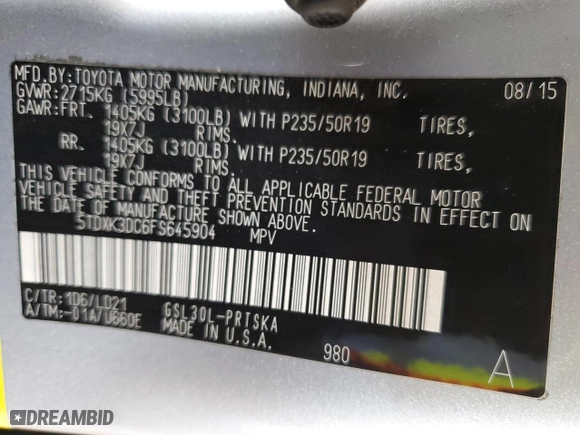 MFD.BY:TOYOTA MOTOR MANUFACTURING, INDIANA, INC. 08/15
GVWR:2715KG (5995LB)
GAWR:FRT. 1405KG (3100LB) WITH P235/50R19 TIRES,
19X7J RIMS.
RR. 1405KG (3100LB) WITH P235/50R19 TIRES,
19X7J RIMS.
THIS VEHICLE CONFORMS TO ALL APPLICABLE FEDERAL MOTOR
VEHICLE SAFETY AND THEFT PREVENTION STANDARDS IN EFFECT ON
THE DATE OF MANUFACTURE SHOWN ABOVE.
5TDXK3DC6FS645904 MPV
C/TR:1D6/LD21 GSL30L-PRTSKA
A/TM:-01A/U660E MADE IN U.S.A.
980 A
DREAMBID